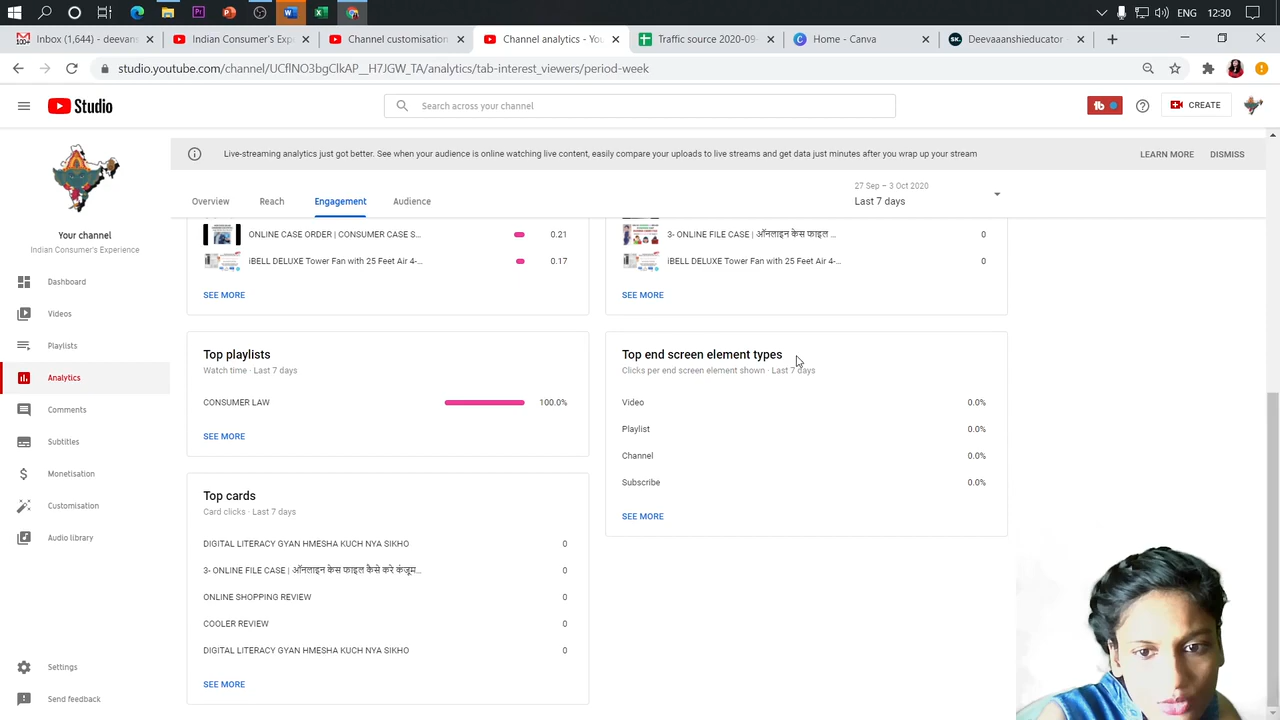 ENG
12:30
Inbox (1,644) - deevans
Indian Consumer's Exp
Channel customisation
Channel analytics - You
Traffic source 2020-09-
Home - Canva
Deevaaanshieducator
studio.youtube.com/channel/UCflNO3bgClkAP__H7JGW_TA/analytics/tab-interest_viewers/period-week
Studio
Search across your channel
CREATE
Live-streaming analytics just got better. See when your audience is online watching live content, easily compare your uploads to live streams and get data just minutes after you wrap up your stream
LEARN MORE
DISMISS
Your channel
Indian Consumer's Experience
Dashboard
Videos
Playlists
Analytics
Comments
Subtitles
Monetisation
Customisation
Audio library
Settings
Send feedback
Overview
Reach
Engagement
Audience
27 Sep – 3 Oct 2020
Last 7 days
ONLINE CASE ORDER | CONSUMER CASE S... 0.21
iBELL DELUXE Tower Fan with 25 Feet Air 4-... 0.17
SEE MORE
3- ONLINE FILE CASE | ऑनलाइन केस फाइल ... 0
iBELL DELUXE Tower Fan with 25 Feet Air 4-... 0
SEE MORE
Top playlists
Watch time · Last 7 days
CONSUMER LAW 100.0%
SEE MORE
Top end screen element types
Clicks per end screen element shown · Last 7 days
Video 0.0%
Playlist 0.0%
Channel 0.0%
Subscribe 0.0%
SEE MORE
Top cards
Card clicks · Last 7 days
DIGITAL LITERACY GYAN HMESHA KUCH NYA SIKHO 0
3- ONLINE FILE CASE | ऑनलाइन केस फाइल कैसे करे कंज़ूम... 0
ONLINE SHOPPING REVIEW 0
COOLER REVIEW 0
DIGITAL LITERACY GYAN HMESHA KUCH NYA SIKHO 0
SEE MORE